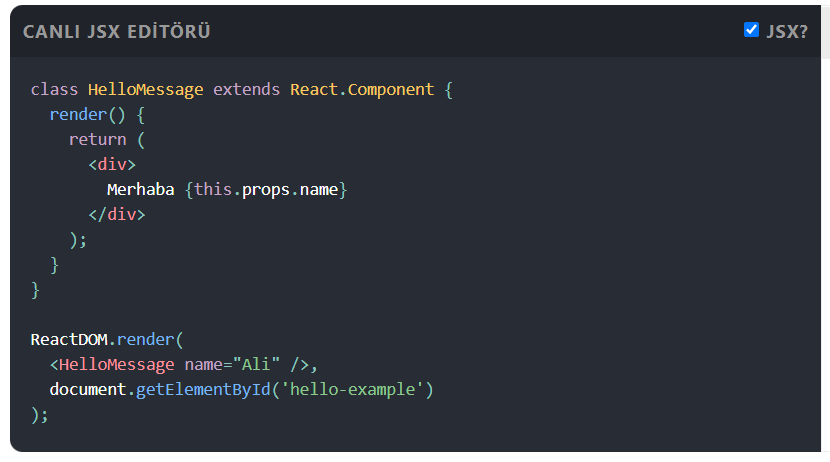 CANLI JSX EDİTÖRÜ
JSX?
class HelloMessage extends React.Component {
  render() {
    return (
      <div>
        Merhaba {this.props.name}
      </div>
    );
  }
}

ReactDOM.render(
  <HelloMessage name="Ali" />,
  document.getElementById('hello-example')
);